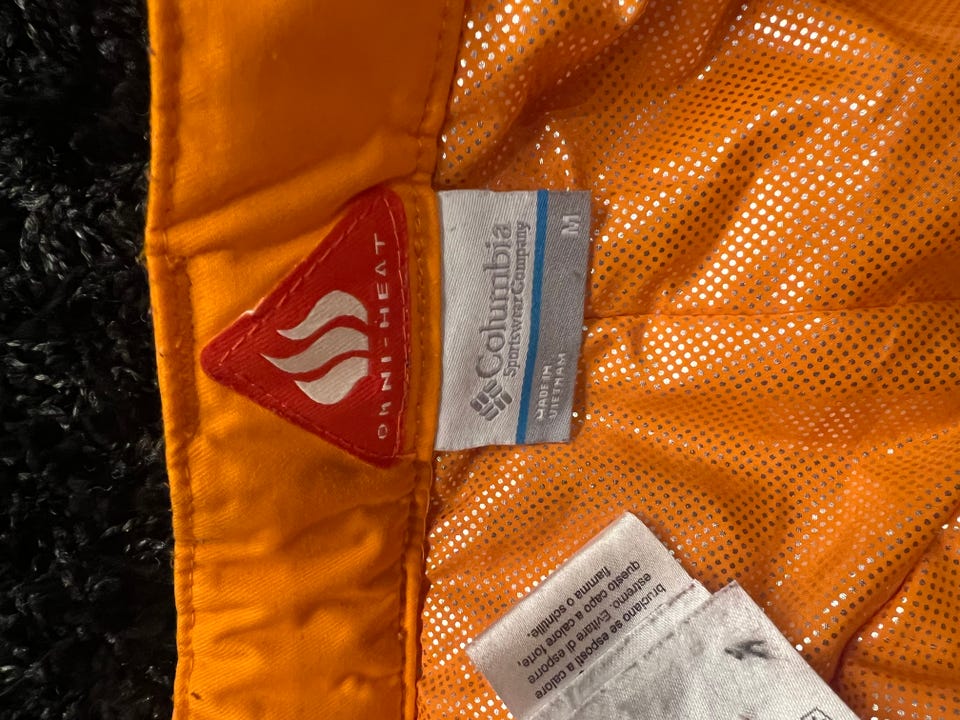 OMNI-HEAT
Columbia
Sportswear Company
MADE IN
VIETNAM
M
bruciano se esposti a calore
estremo. Evitare di esporre
questo capo a calore forte,
fiamma o scintille.